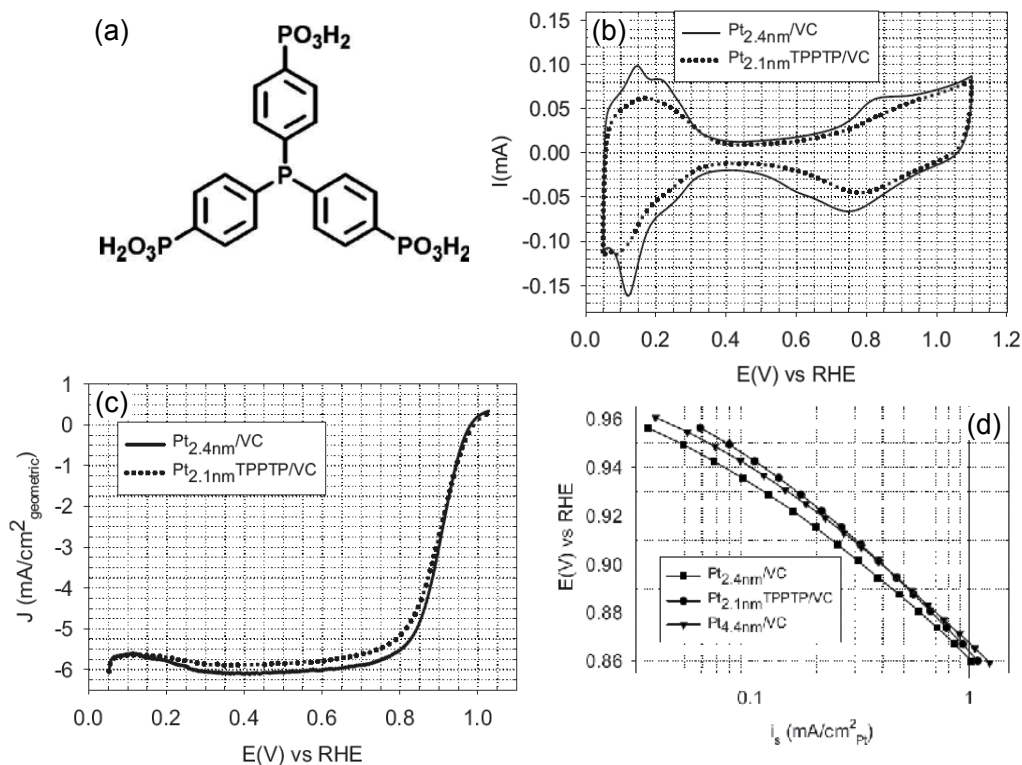 (a)
PO3H2
P
H2O3P
PO3H2
(b)
Pt2.4nm/VC
Pt2.1nmTPPTP/VC
0.15
0.10
0.05
0.00
-0.05
-0.10
-0.15
I(mA)
0.0 0.2 0.4 0.6 0.8 1.0 1.2
E(V) vs RHE
(c)
Pt2.4nm/VC
Pt2.1nmTPPTP/VC
1
0
-1
-2
-3
-4
-5
-6
J (mA/cm2geometric)
0.0 0.2 0.4 0.6 0.8 1.0
E(V) vs RHE
(d)
0.96
0.94
0.92
0.90
0.88
0.86
E(V) vs RHE
Pt2.4nm/VC
Pt2.1nmTPPTP/VC
Pt4.4nm/VC
0.1 1
is (mA/cm2Pt)